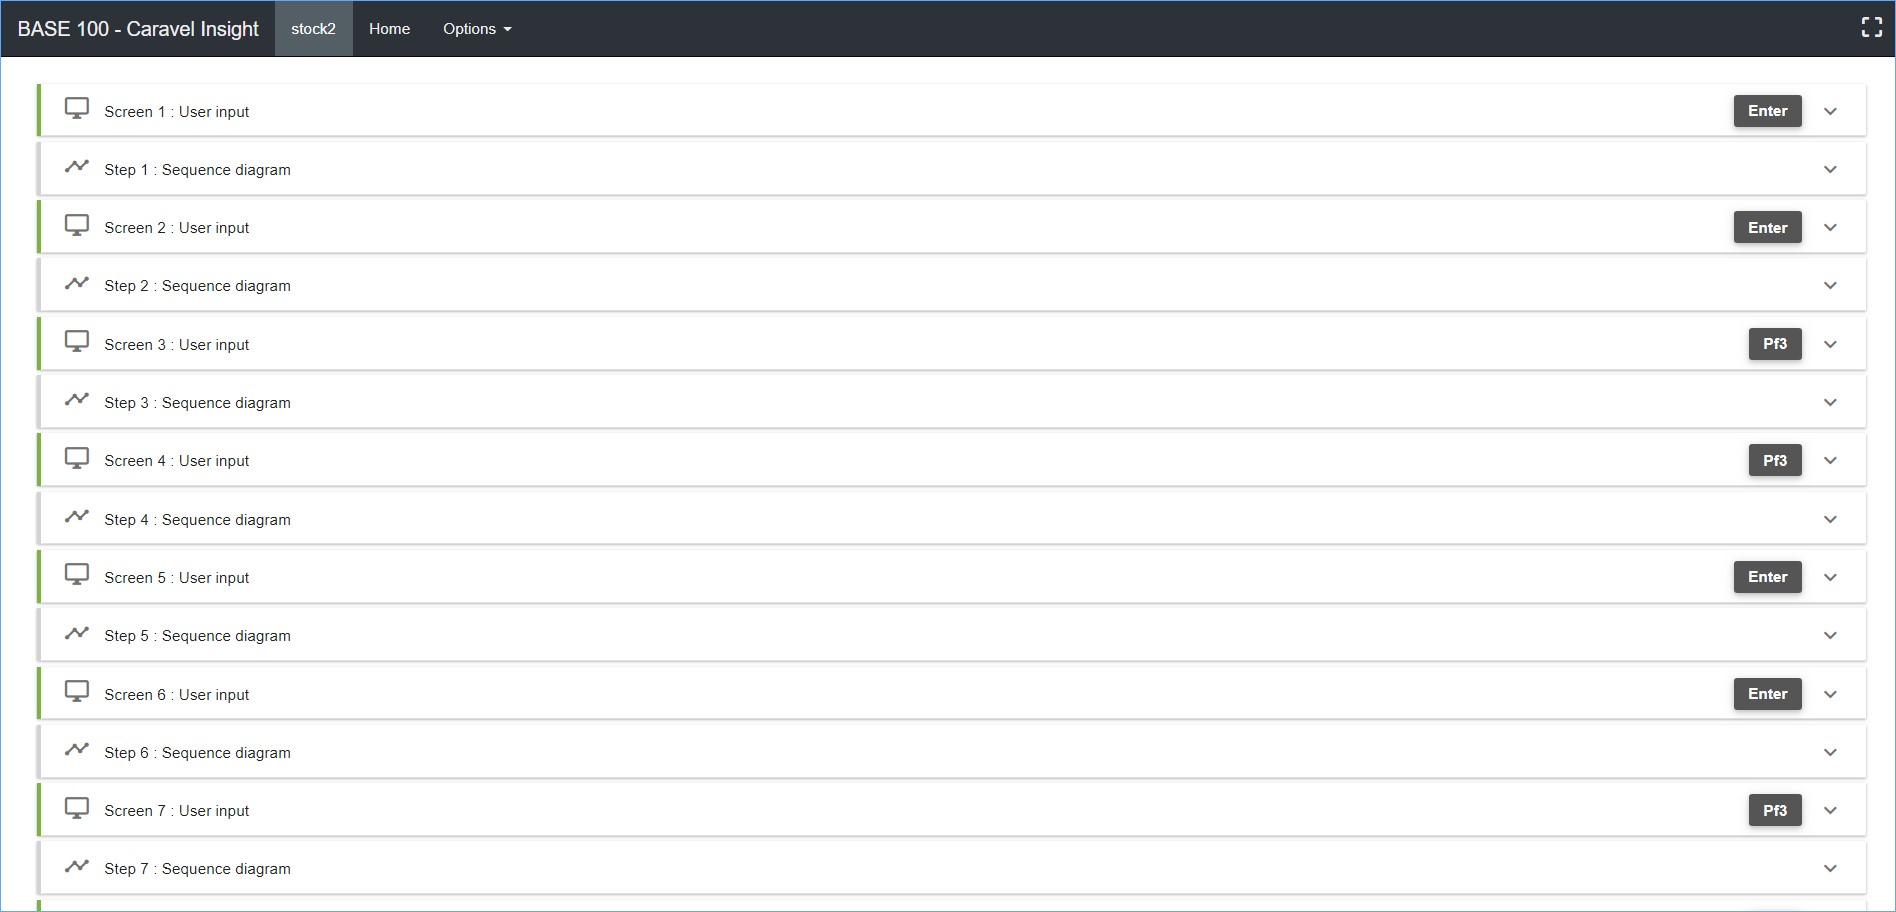 BASE 100 - Caravel Insight stock2 Home Options
Screen 1 : User input Enter
Step 1 : Sequence diagram
Screen 2 : User input Enter
Step 2 : Sequence diagram
Screen 3 : User input Pf3
Step 3 : Sequence diagram
Screen 4 : User input Pf3
Step 4 : Sequence diagram
Screen 5 : User input Enter
Step 5 : Sequence diagram
Screen 6 : User input Enter
Step 6 : Sequence diagram
Screen 7 : User input Pf3
Step 7 : Sequence diagram